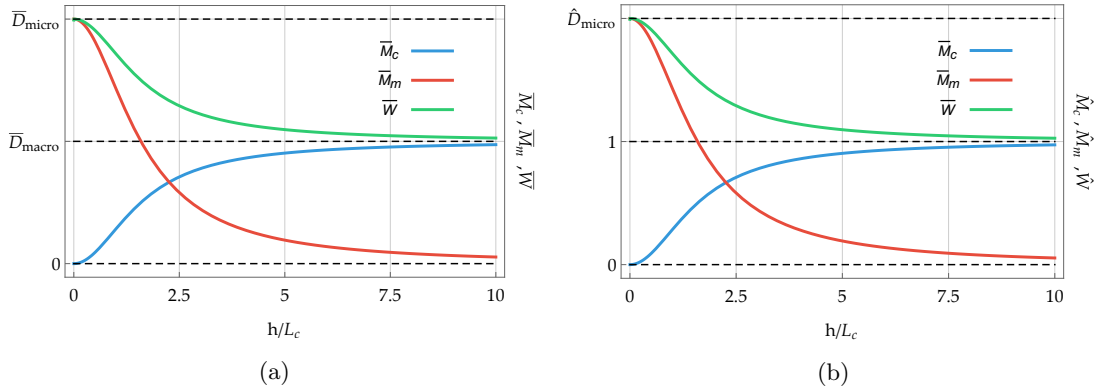 D̅micro
D̅macro
0
0
2.5
5
7.5
10
h/Lc
M̅c
M̅m
W̅
M̅c , M̅m , W̅
(a)
D̂micro
1
0
0
2.5
5
7.5
10
h/Lc
M̅c
M̅m
W̅
M̂c , M̂m , Ŵ
(b)